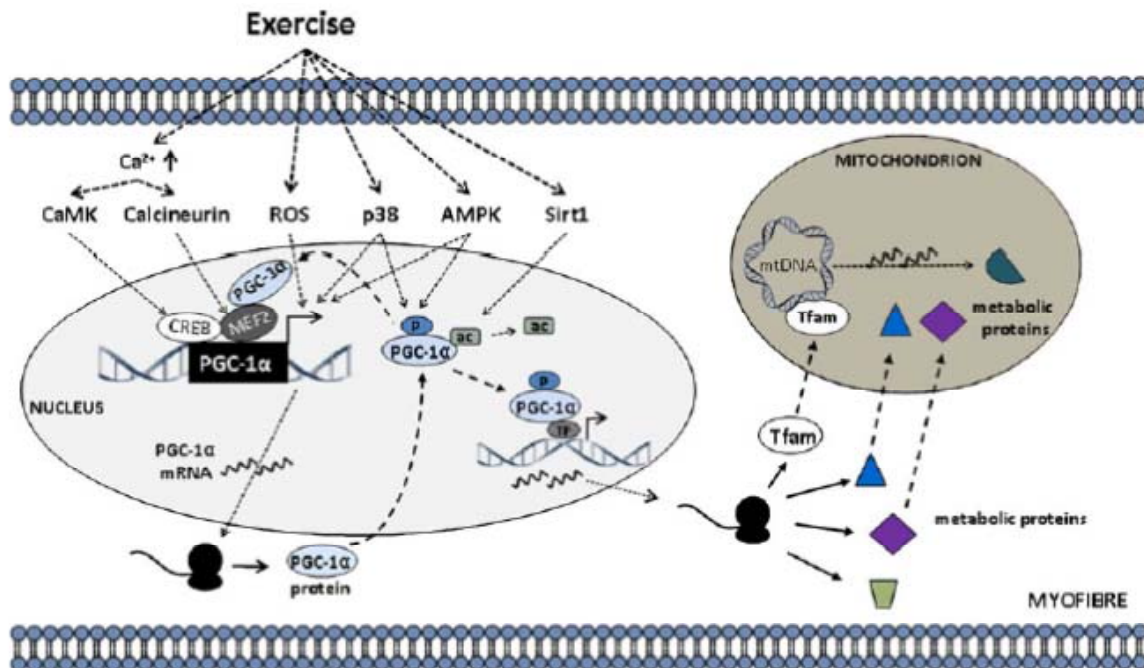 Exercise
Ca²⁺
CaMK Calcineurin ROS p38 AMPK Sirt1
MITOCHONDRION
mtDNA
Tfam
metabolic
proteins
PGC-1α
CREB MEF2
PGC-1α
p
PGC-1α
ac
ac
NUCLEUS
p
PGC-1α
TF
PGC-1α
mRNA
Tfam
metabolic proteins
PGC-1α
protein
MYOFIBRE